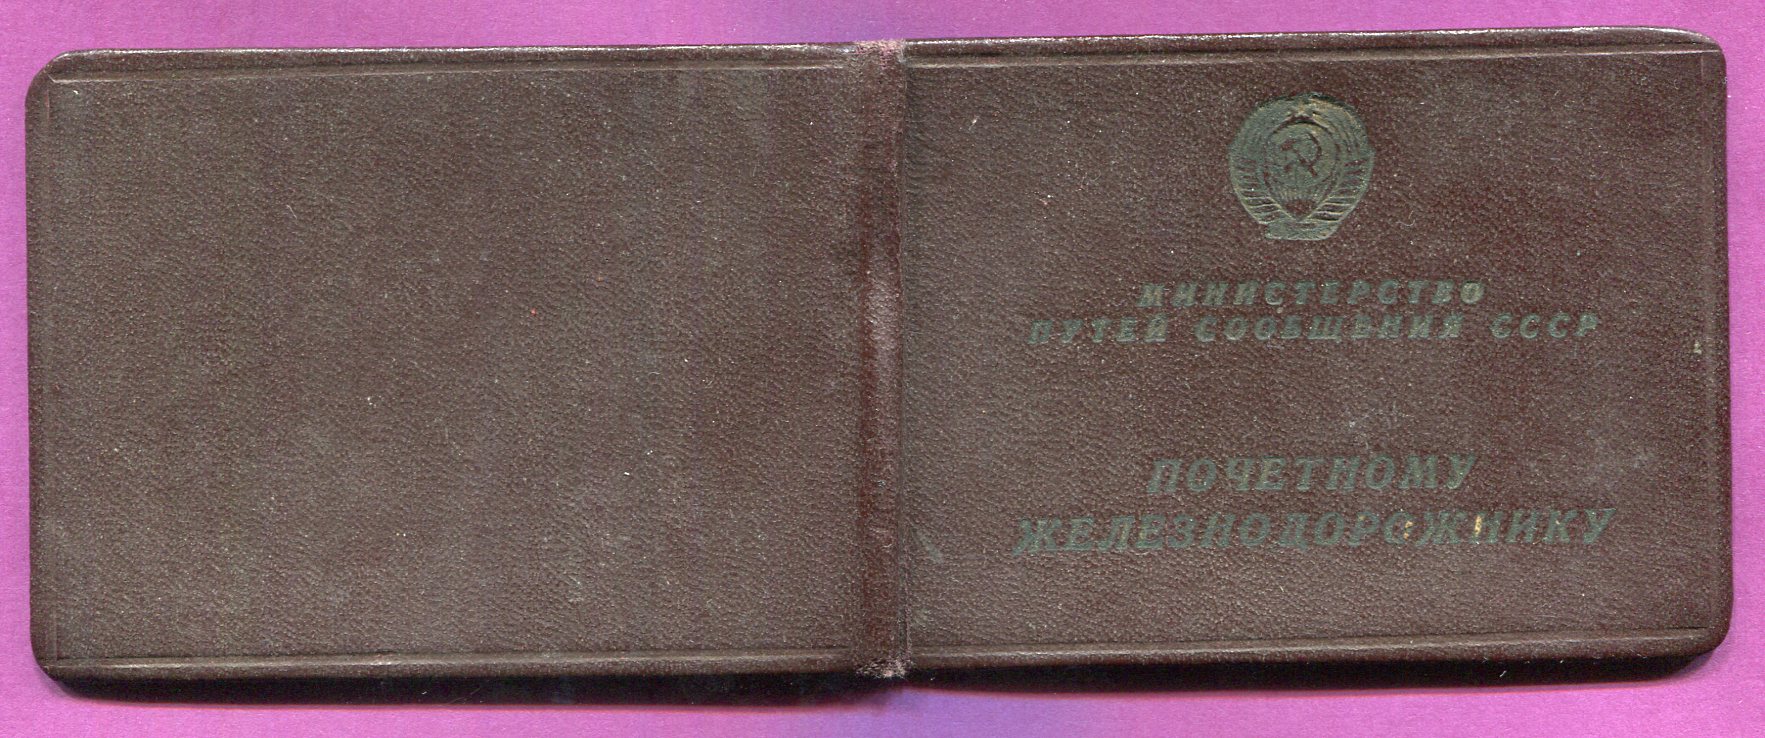 МИНИСТЕРСТВО
ПУТЕЙ СООБЩЕНИЯ СССР
ПОЧЕТНОМУ
ЖЕЛЕЗНОДОРОЖНИКУ